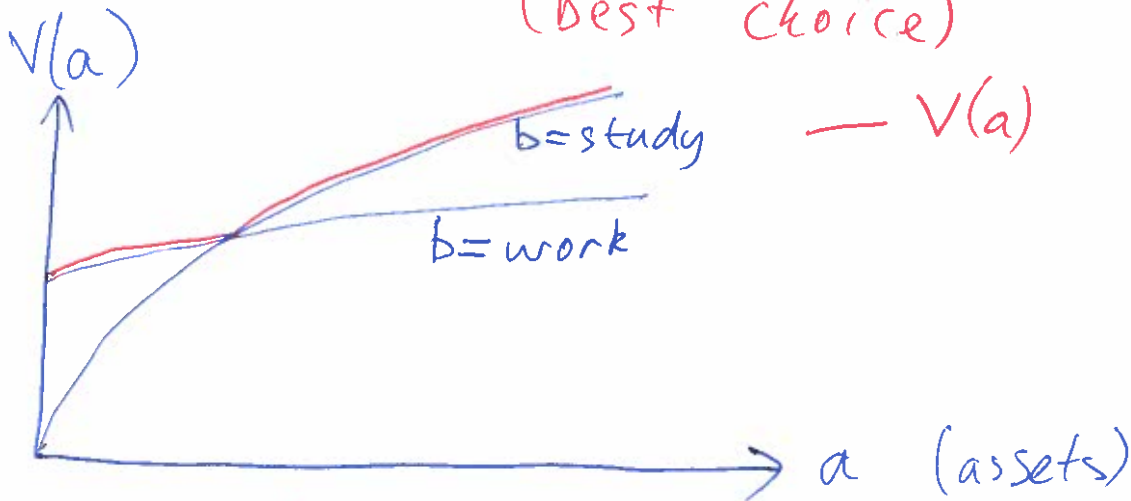 (best choice)
V(a)
— V(a)
b=study
b=work
a (assets)